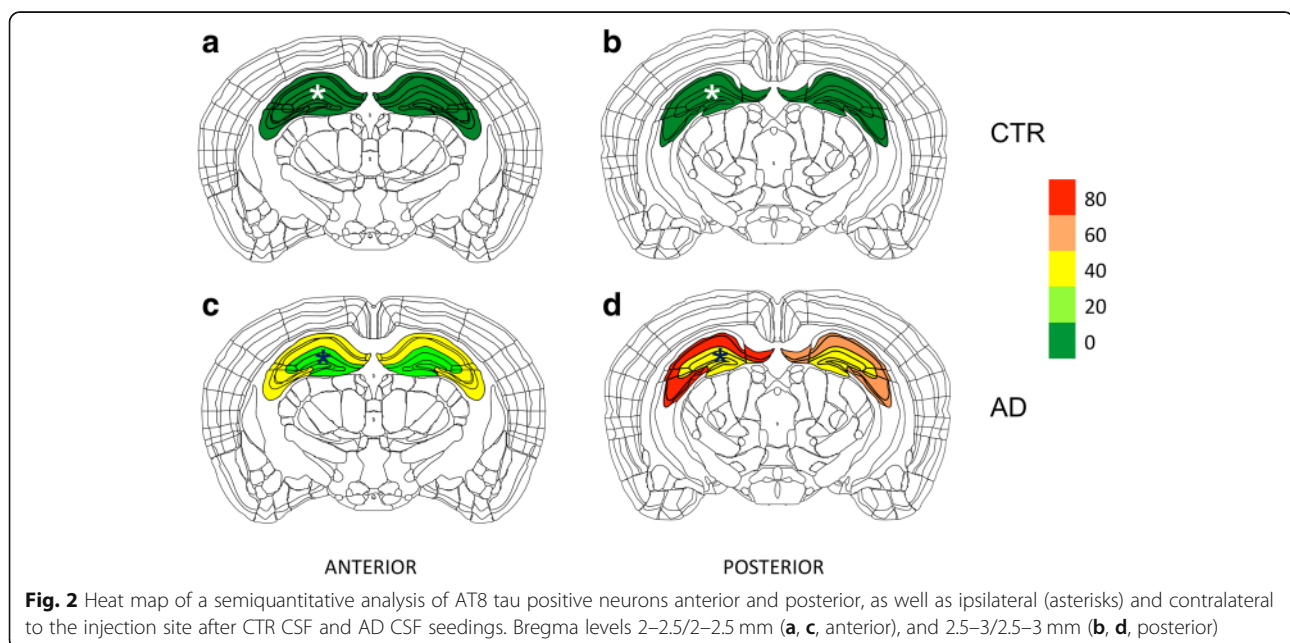 a
b
CTR
*
*
80
60
40
20
0
c
d
*
*
AD
ANTERIOR
POSTERIOR
Fig. 2 Heat map of a semiquantitative analysis of AT8 tau positive neurons anterior and posterior, as well as ipsilateral (asterisks) and contralateral
to the injection site after CTR CSF and AD CSF seedings. Bregma levels 2–2.5/2–2.5 mm (a, c, anterior), and 2.5–3/2.5–3 mm (b, d, posterior)